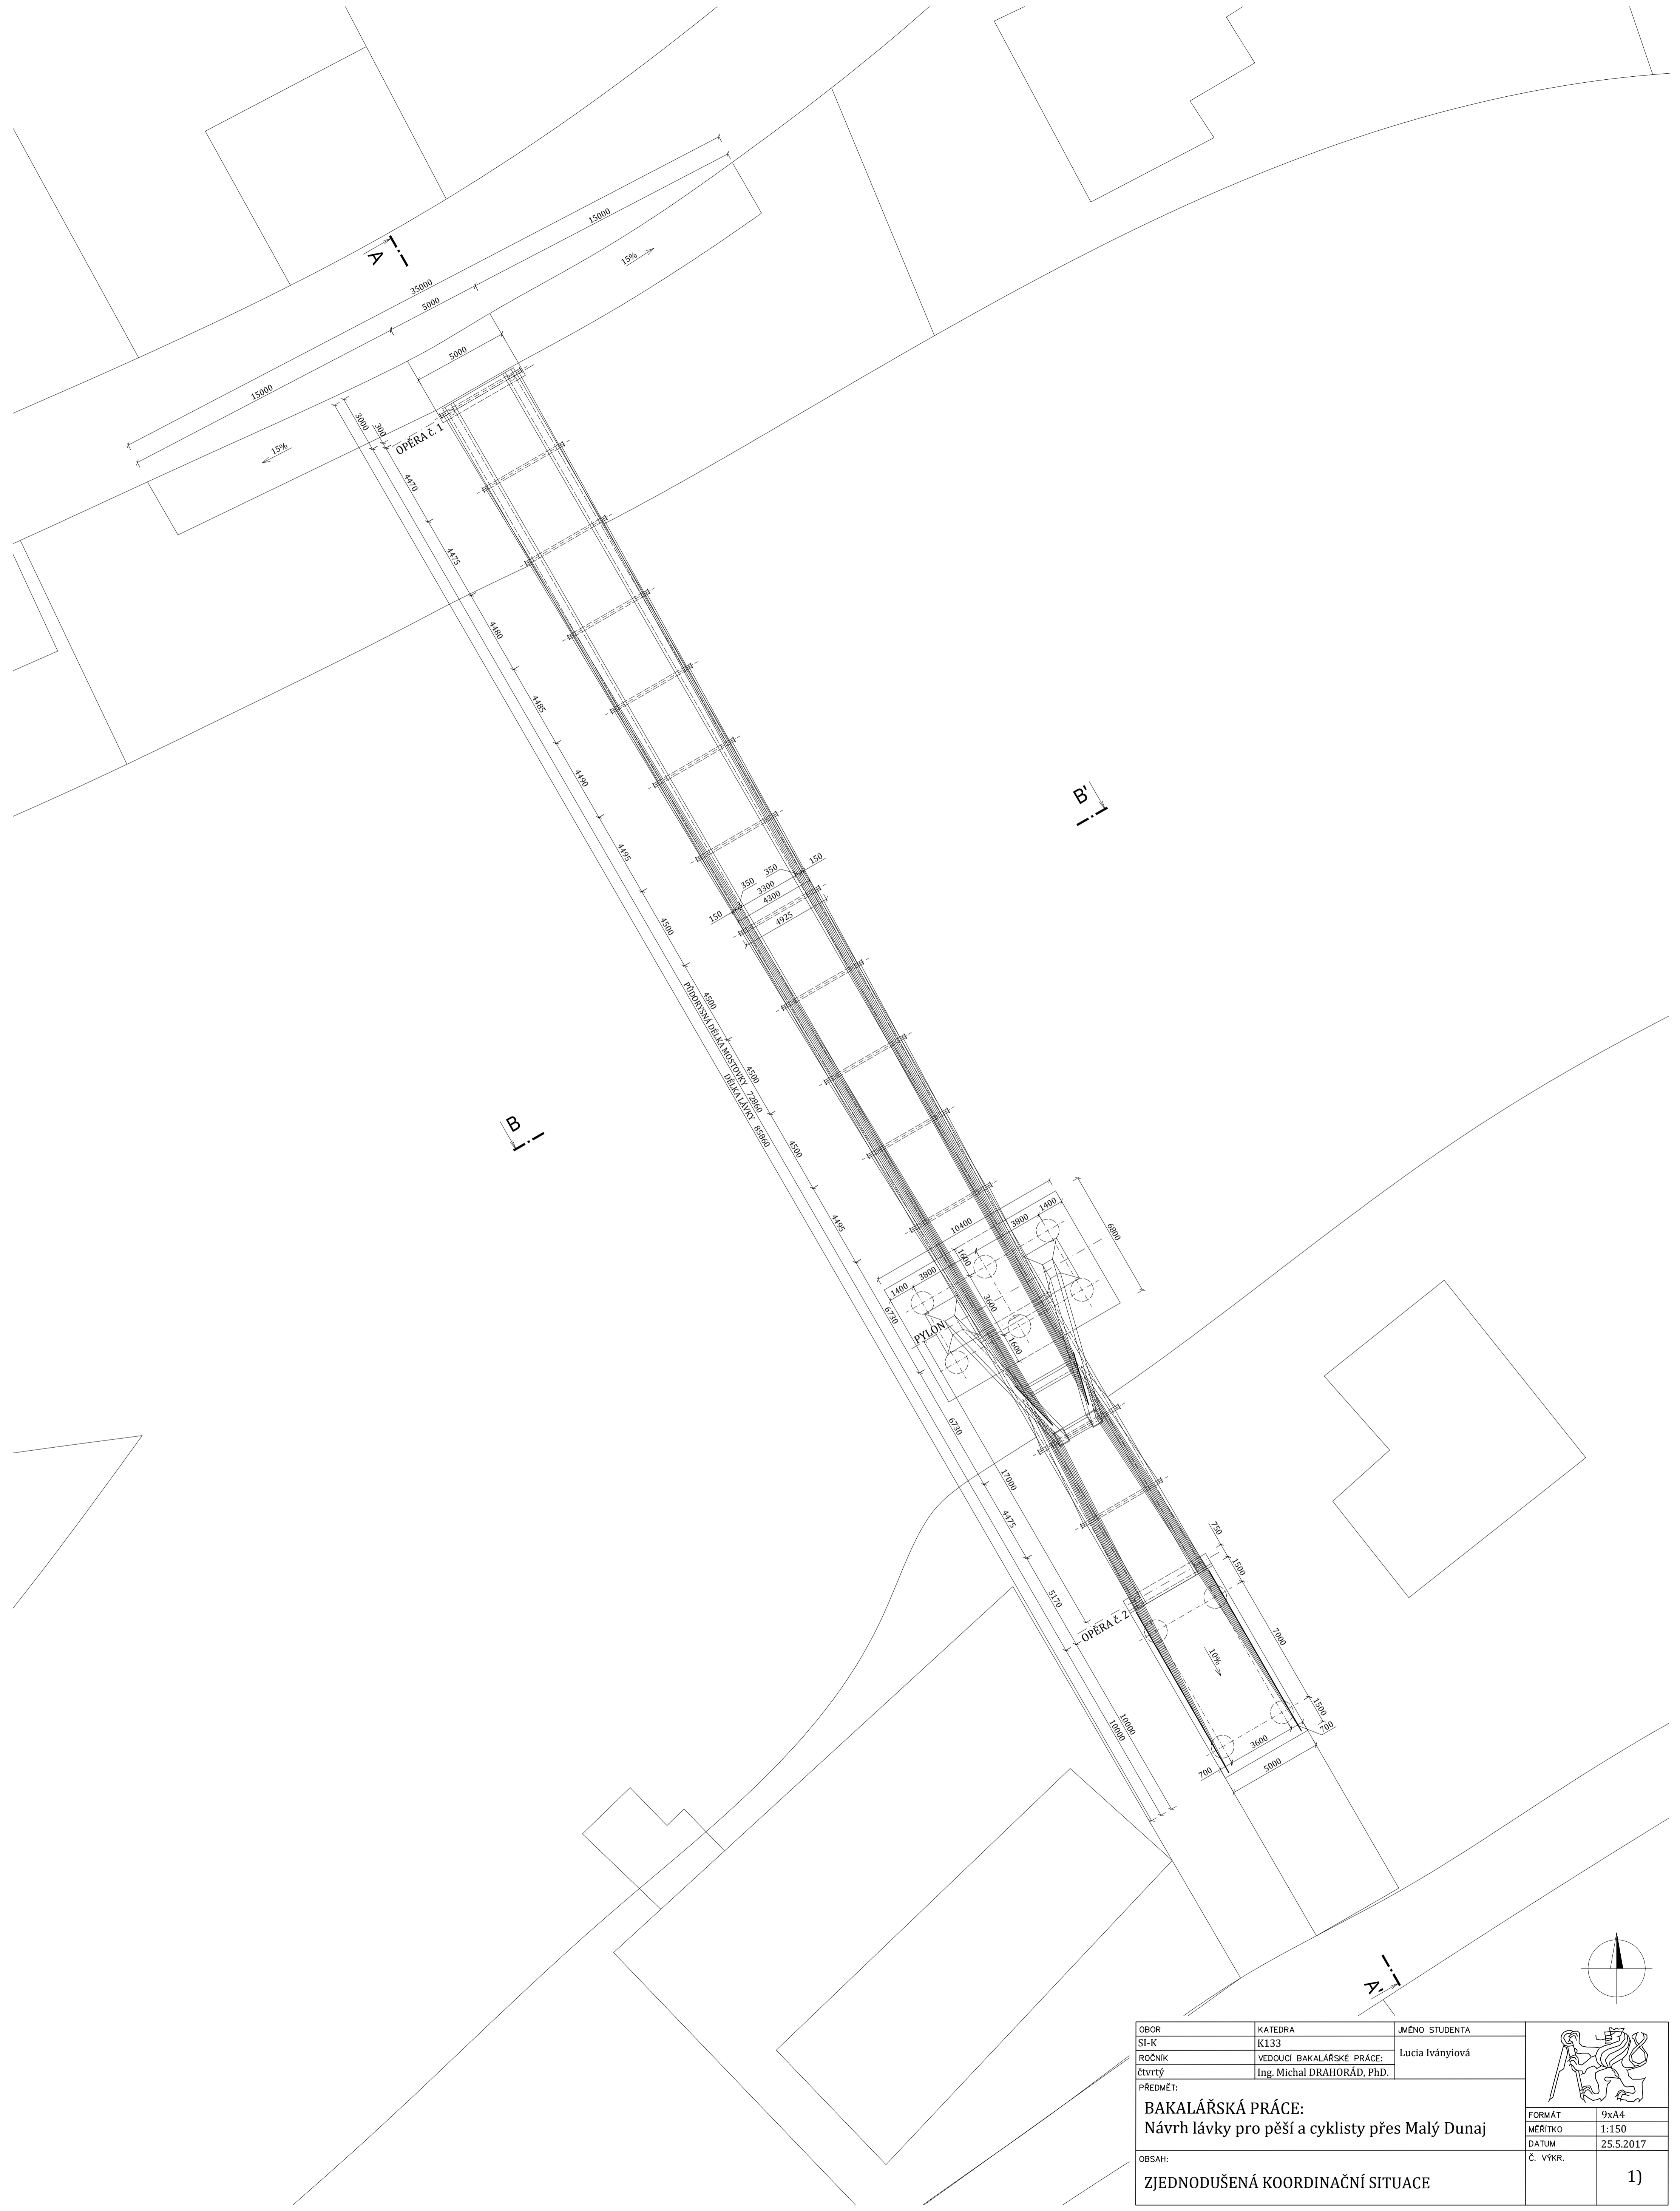 15000
15%
A
35000
5000
15000
5000
3000
300
OPĚRA č. 1
15%
4470
4475
4480
4485
4490
4495
4500
4500
4500
4500
4495
6730
6730
4475
5170
10000
10000
17000
PŮDORYSNÁ DÉLKA MOSTOVKY 72860
DÉLKA LÁVKY 85860
B'
B
150
350
3300
4300
4925
350
150
10400
1400
3800
3800
1400
6800
1600
3600
1600
PYLON
750
1500
7000
1500
700
OPĚRA č. 2
10%
3600
5000
700
A'
OBOR
KATEDRA
JMÉNO STUDENTA
SI-K
K133
Lucia Iványiová
ROČNÍK
VEDOUCÍ BAKALÁŘSKÉ PRÁCE:
čtvrtý
Ing. Michal DRAHORÁD, PhD.
PŘEDMĚT:
BAKALÁŘSKÁ PRÁCE:
Návrh lávky pro pěší a cyklisty přes Malý Dunaj
FORMÁT
9xA4
MĚŘÍTKO
1:150
DATUM
25.5.2017
OBSAH:
ZJEDNODUŠENÁ KOORDINAČNÍ SITUACE
Č. VÝKR.
1)